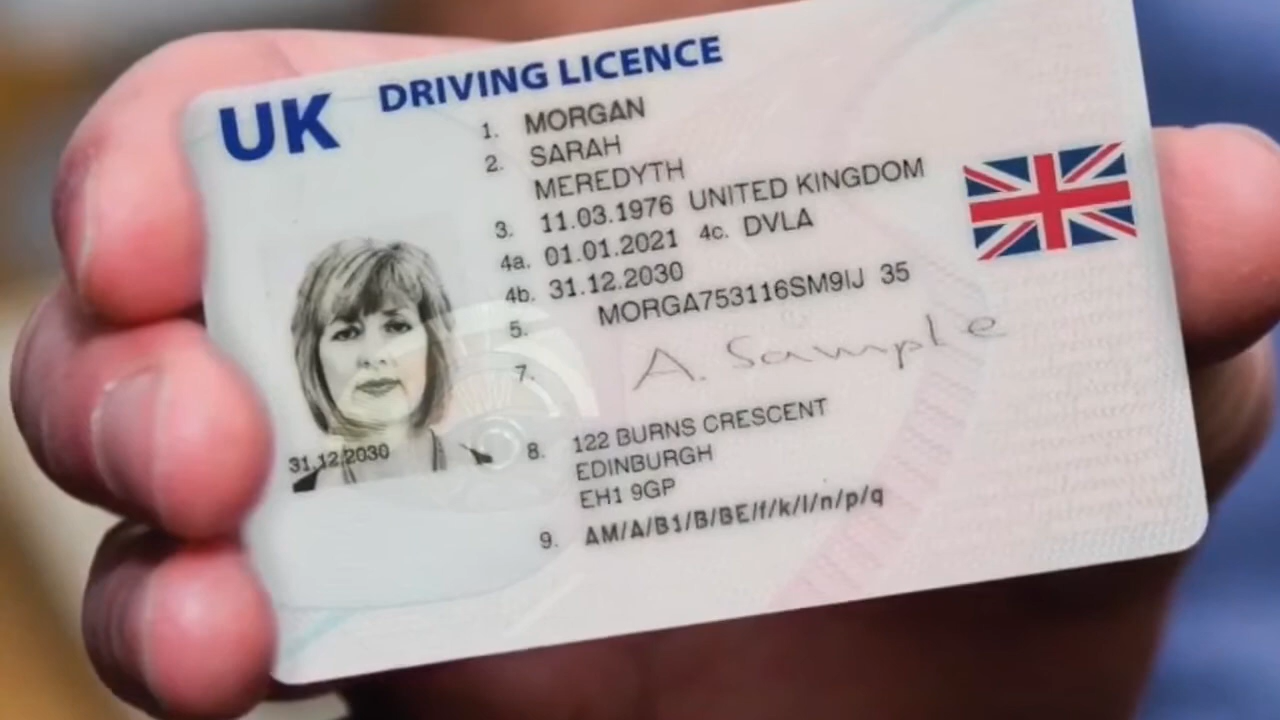 UK DRIVING LICENCE
1. MORGAN
2. SARAH
MEREDYTH
3. 11.03.1976 UNITED KINGDOM
4a. 01.01.2021 4c. DVLA
4b. 31.12.2030
5. MORGA753116SM9IJ 35
7. A. Sample
31.12.2030
8. 122 BURNS CRESCENT
EDINBURGH
EH1 9GP
9. AM/A/B1/B/BE/f/k/l/n/p/q